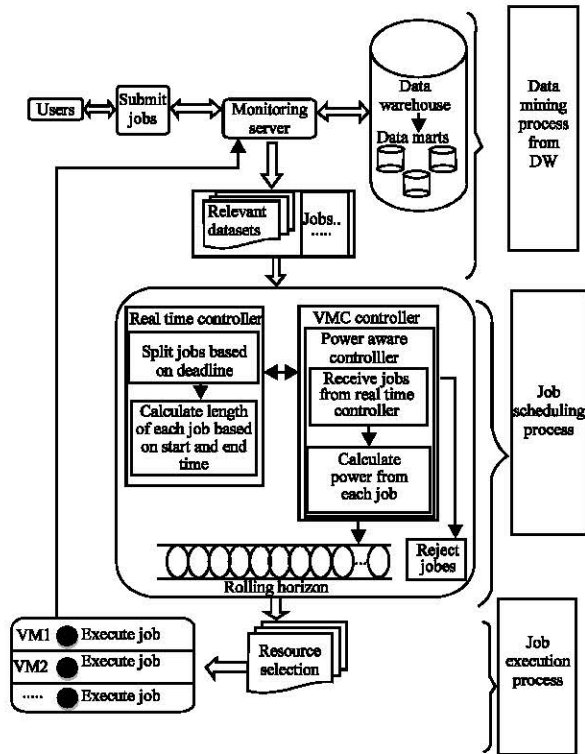 Users
Submit
jobs
Monitoring
server
Data
warehouse
Data marts
Data
mining
process
from
DW
Relevant
datasets
Jobs..
.....
Real time controller
Split jobs based
on deadline
Calculate length
of each job based
on start and end
time
VMC controller
Power aware
controlller
Receive jobs
from real time
controller
Calculate
power from
each job
Reject
jobes
...
Rolling horizon
Job
scheduling
process
VM1 Execute job
VM2 Execute job
..... Execute job
Resource
selection
Job
execution
process